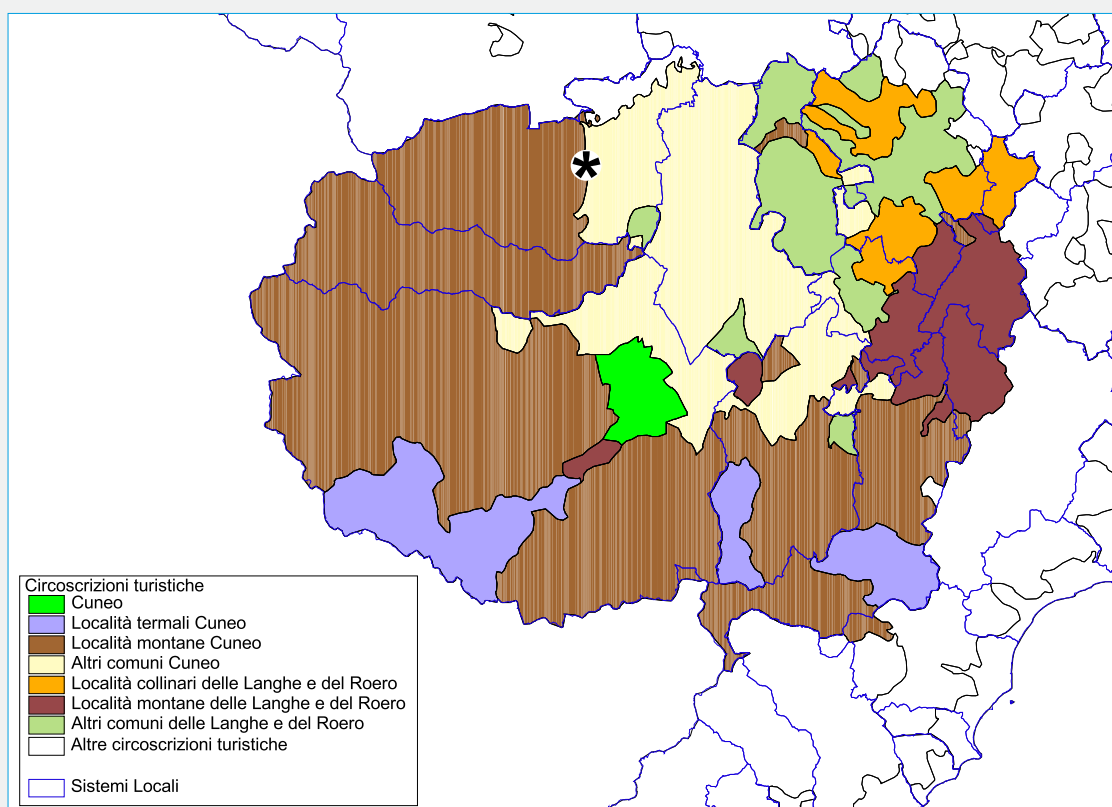 *
Circoscrizioni turistiche
Cuneo
Località termali Cuneo
Località montane Cuneo
Altri comuni Cuneo
Località collinari delle Langhe e del Roero
Località montane delle Langhe e del Roero
Altri comuni delle Langhe e del Roero
Altre circoscrizioni turistiche
Sistemi Locali